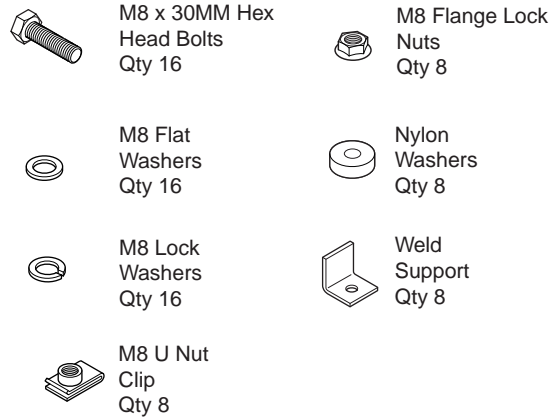 M8 x 30MM Hex
Head Bolts
Qty 16
M8 Flat
Washers
Qty 16
M8 Lock
Washers
Qty 16
M8 U Nut
Clip
Qty 8
M8 Flange Lock
Nuts
Qty 8
Nylon
Washers
Qty 8
Weld
Support
Qty 8